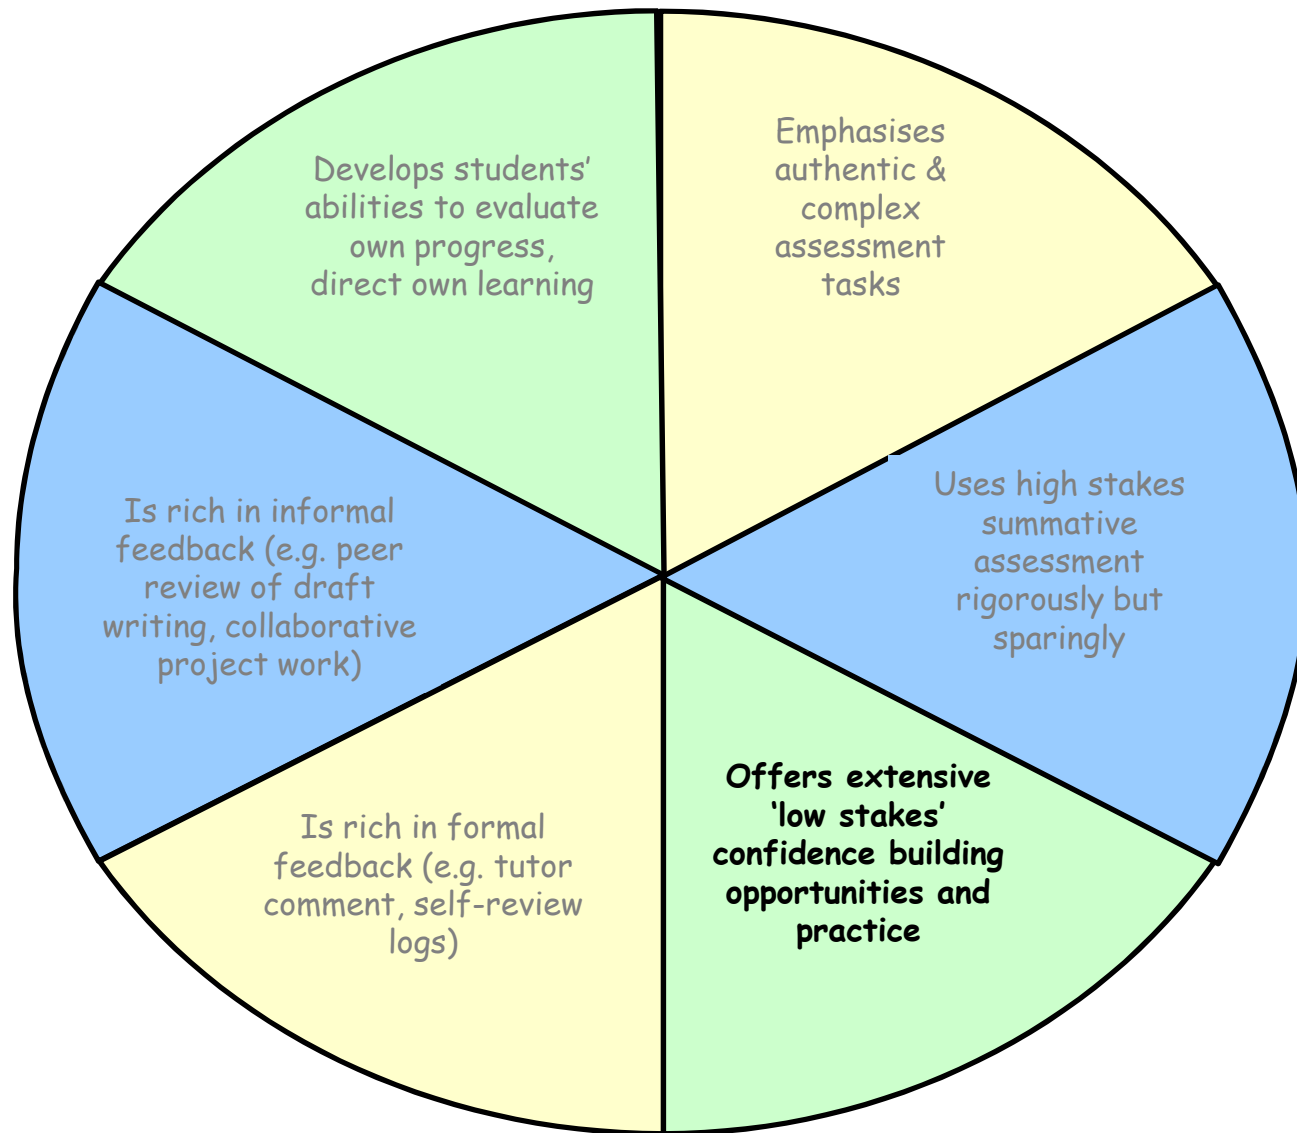 Emphasises
authentic &
complex
assessment
tasks
Uses high stakes
summative
assessment
rigorously but
sparingly
Offers extensive
‘low stakes’
confidence building
opportunities and
practice
Is rich in formal
feedback (e.g. tutor
comment, self-review
logs)
Is rich in informal
feedback (e.g. peer
review of draft
writing, collaborative
project work)
Develops students’
abilities to evaluate
own progress,
direct own learning